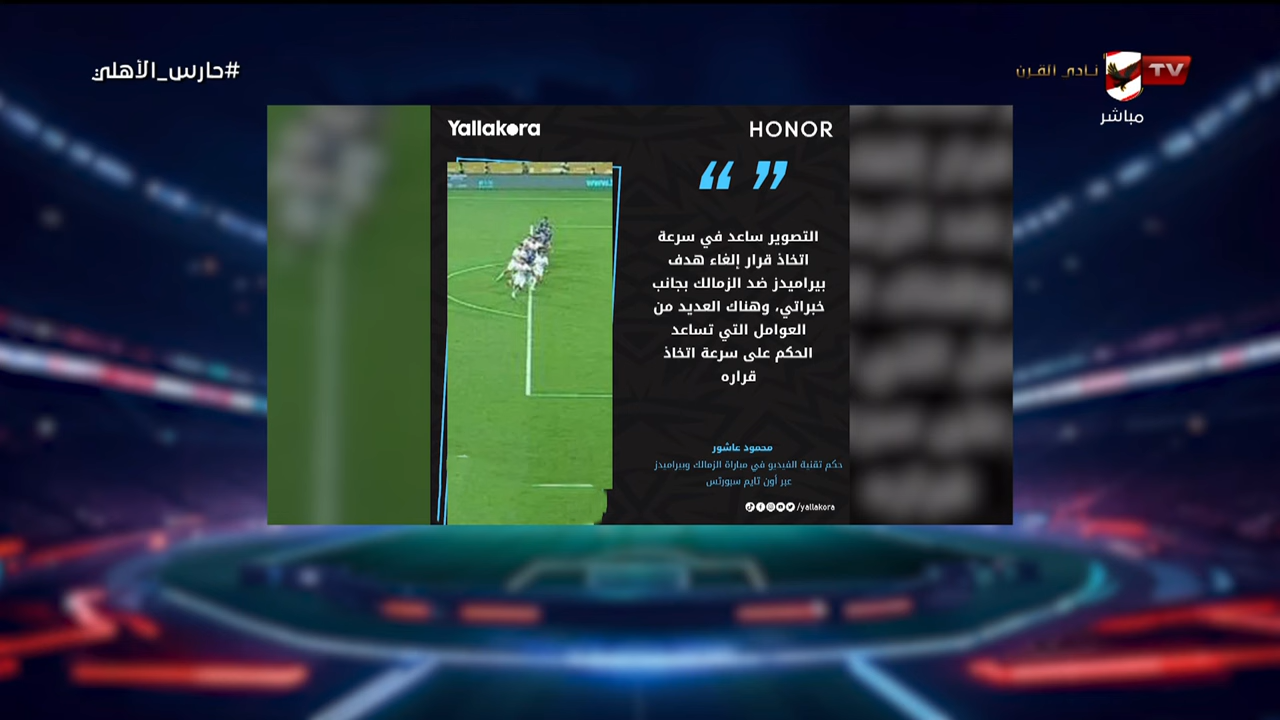 #حارس_الأهلي
نادي القرن
TV
مباشر
Yallakora
HONOR
“ ”
التصوير ساعد في سرعة
اتخاذ قرار إلغاء هدف
بيراميدز ضد الزمالك بجانب
خبراتي، وهناك العديد من
العوامل التي تساعد
الحكم على سرعة اتخاذ
قراره
محمود عاشور
حكم تقنية الفيديو في مباراة الزمالك وبيراميدز
عبر أون تايم سبورتس
/yallakora